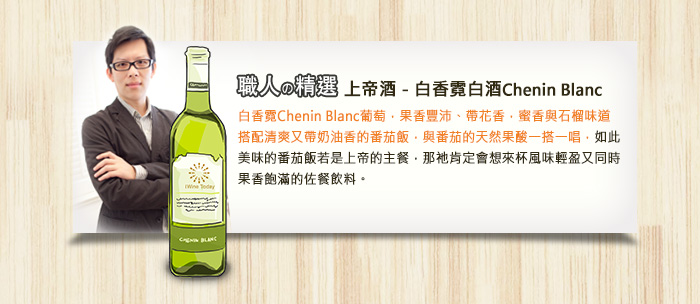 職人の精選 上帝酒 - 白香霓白酒Chenin Blanc
白香霓Chenin Blanc葡萄，果香豐沛、帶花香，蜜香與石榴味道
搭配清爽又帶奶油香的番茄飯，與番茄的天然果酸一搭一唱，如此
美味的番茄飯若是上帝的主餐，那祂肯定會想來杯風味輕盈又同時
果香飽滿的佐餐飲料。
iWine Today
CHENIN BLANC